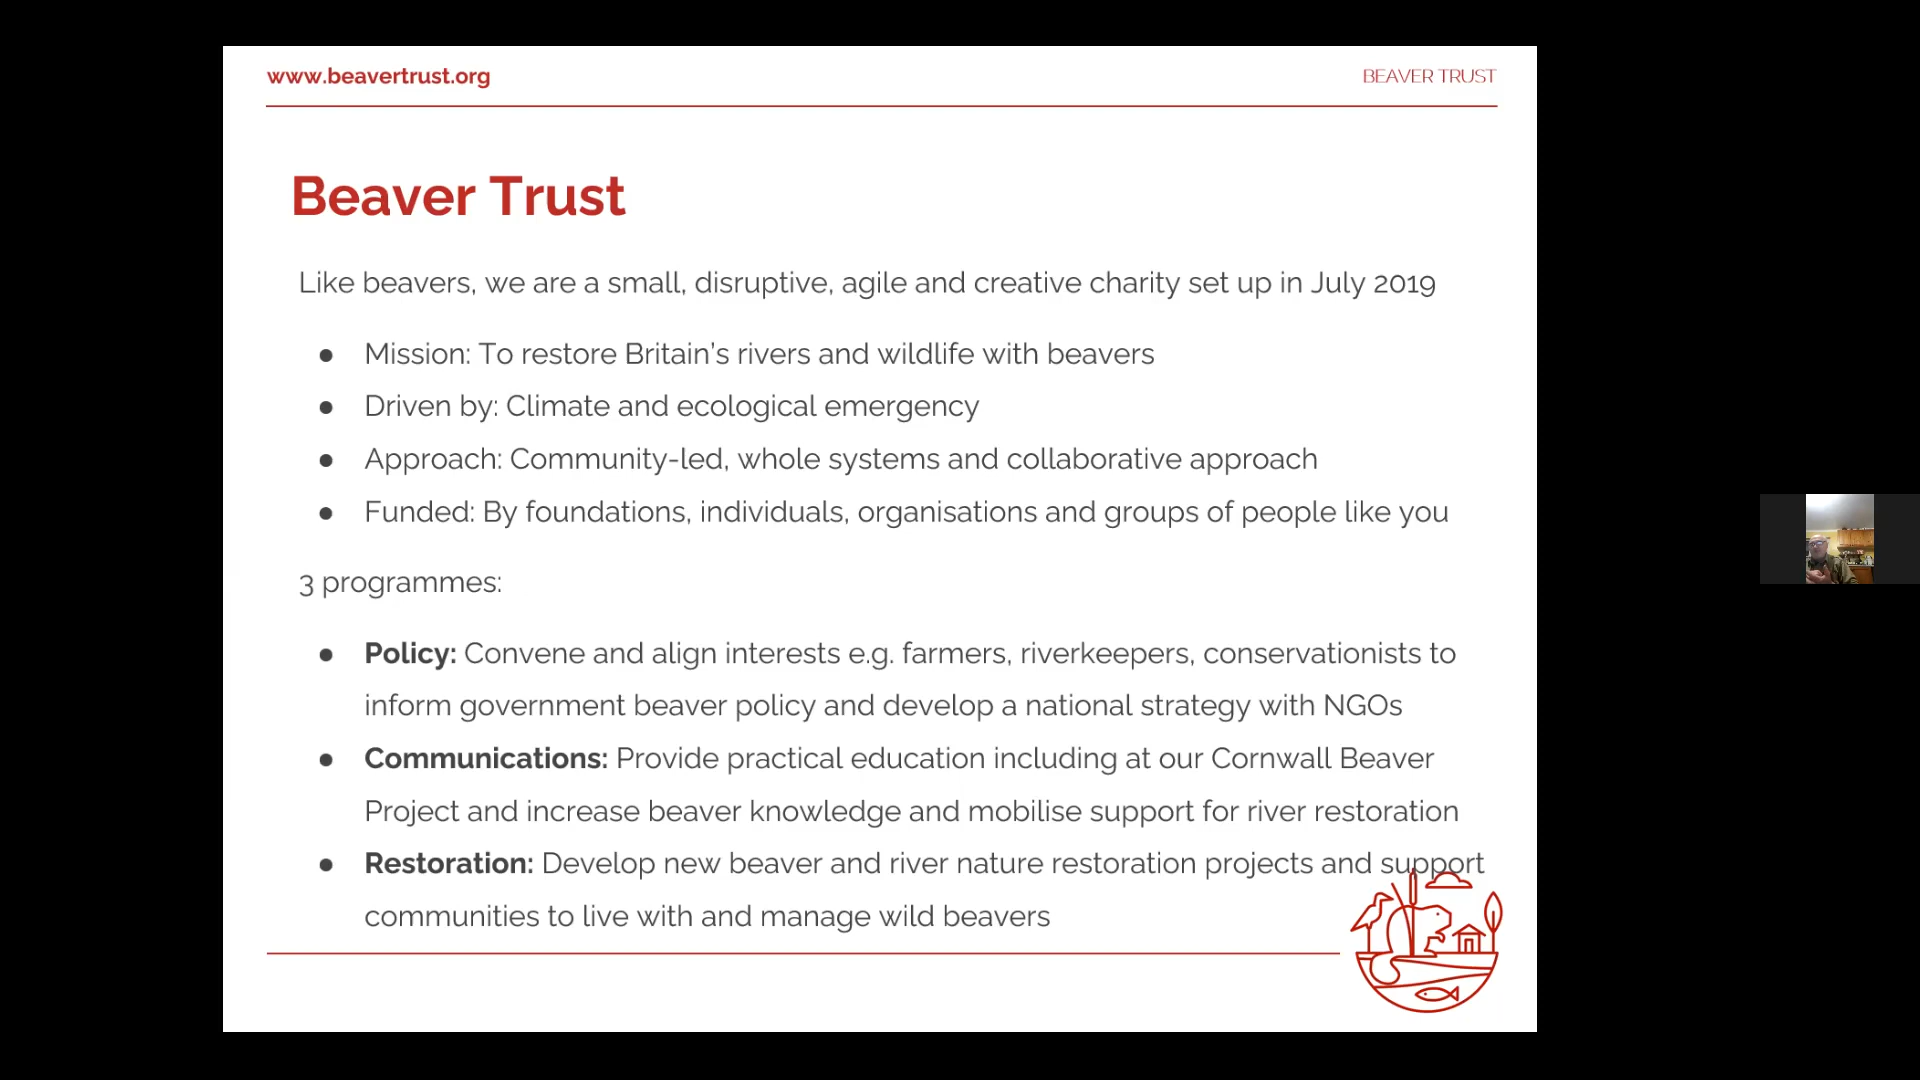 www.beavertrust.org
BEAVER TRUST
Beaver Trust
Like beavers, we are a small, disruptive, agile and creative charity set up in July 2019
● Mission: To restore Britain's rivers and wildlife with beavers
● Driven by: Climate and ecological emergency
● Approach: Community-led, whole systems and collaborative approach
● Funded: By foundations, individuals, organisations and groups of people like you
3 programmes:
● Policy: Convene and align interests e.g. farmers, riverkeepers, conservationists to
inform government beaver policy and develop a national strategy with NGOs
● Communications: Provide practical education including at our Cornwall Beaver
Project and increase beaver knowledge and mobilise support for river restoration
● Restoration: Develop new beaver and river nature restoration projects and support
communities to live with and manage wild beavers